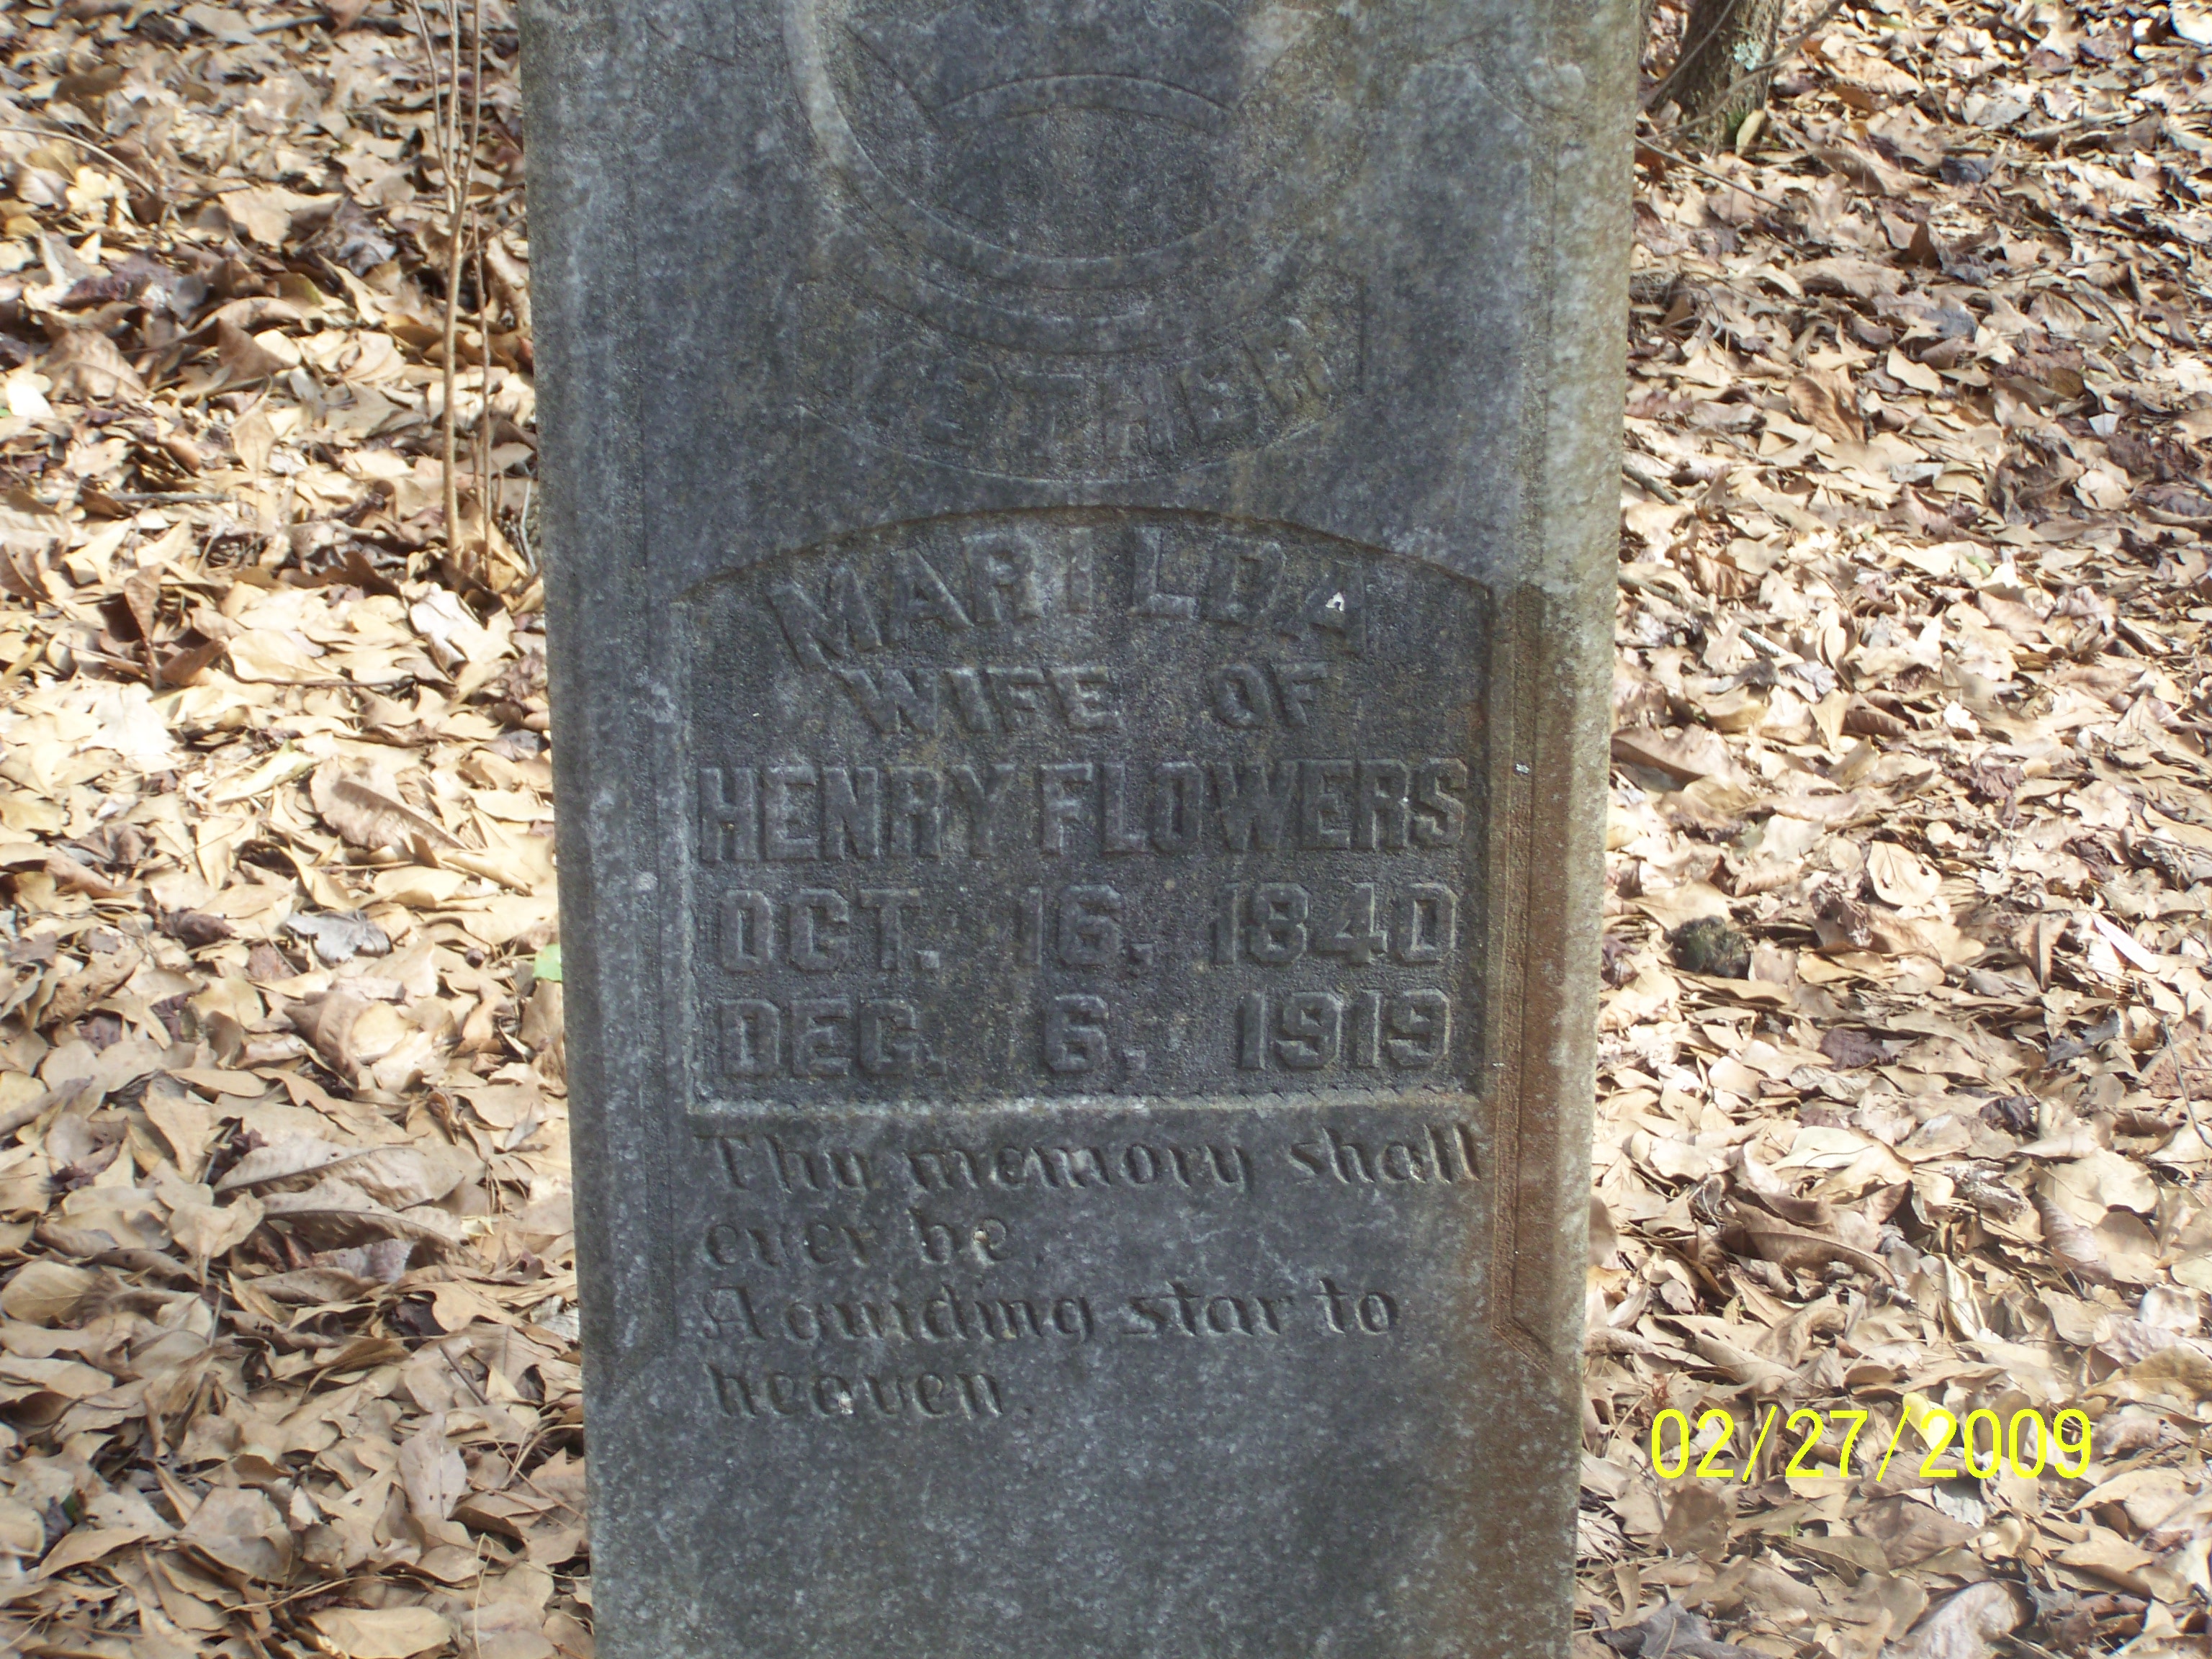 MOTHER
MARILDA
WIFE OF
HENRY FLOWERS
OCT. 16, 1840
DEC. 6, 1919
Thy memory shall
ever be,
A guiding star to
heaven.
02/27/2009